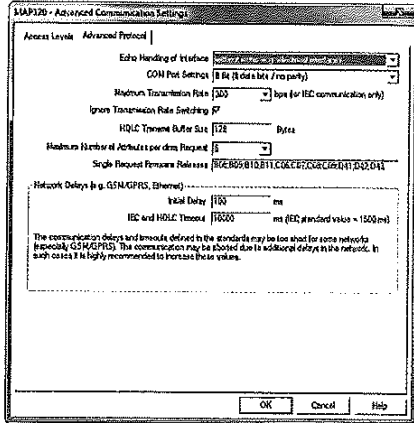 MAP120 - Advanced Communication Settings
Access Levels Advanced Protocol
Echo Handling of Interface
COM Port Settings 8 Bit (8 data bits / no parity)
Maximum Transmission Rate 300 bps (for IEC communication only)
Ignore Transmission Rate Switching
HDLC Transmit Buffer Size 128 Bytes
Maximum Number of Attributes per dlms Request
Single Request Firmware Releases
Network Delays (e.g. GSM/GPRS, Ethernet)
Initial Delay 100 ms
IEC and HDLC Timeout 10000 ms (IEC standard value = 1500 ms)
The communication delays and timeouts defined in the standards may be too short for some networks
(especially GSM/GPRS). The communication may be aborted due to additional delays in the network. In
such cases it is highly recommended to increase these values.
OK Cancel Help